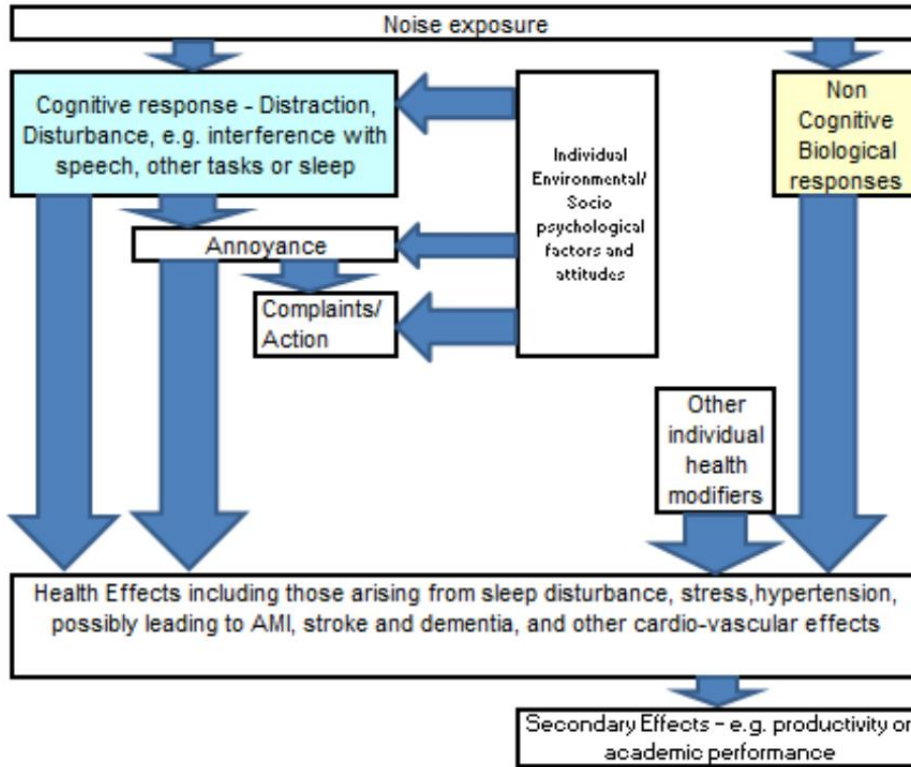 Noise exposure
Cognitive response - Distraction,
Disturbance, e.g. interference with
speech, other tasks or sleep
Non
Cognitive
Biological
responses
Individual
Environmental/
Socio
psychological
factors and
attitudes
Annoyance
Complaints/
Action
Other
individual
health
modifiers
Health Effects including those arising from sleep disturbance, stress,hypertension,
possibly leading to AMI, stroke and dementia, and other cardio-vascular effects
Secondary Effects – e.g. productivity or
academic performance